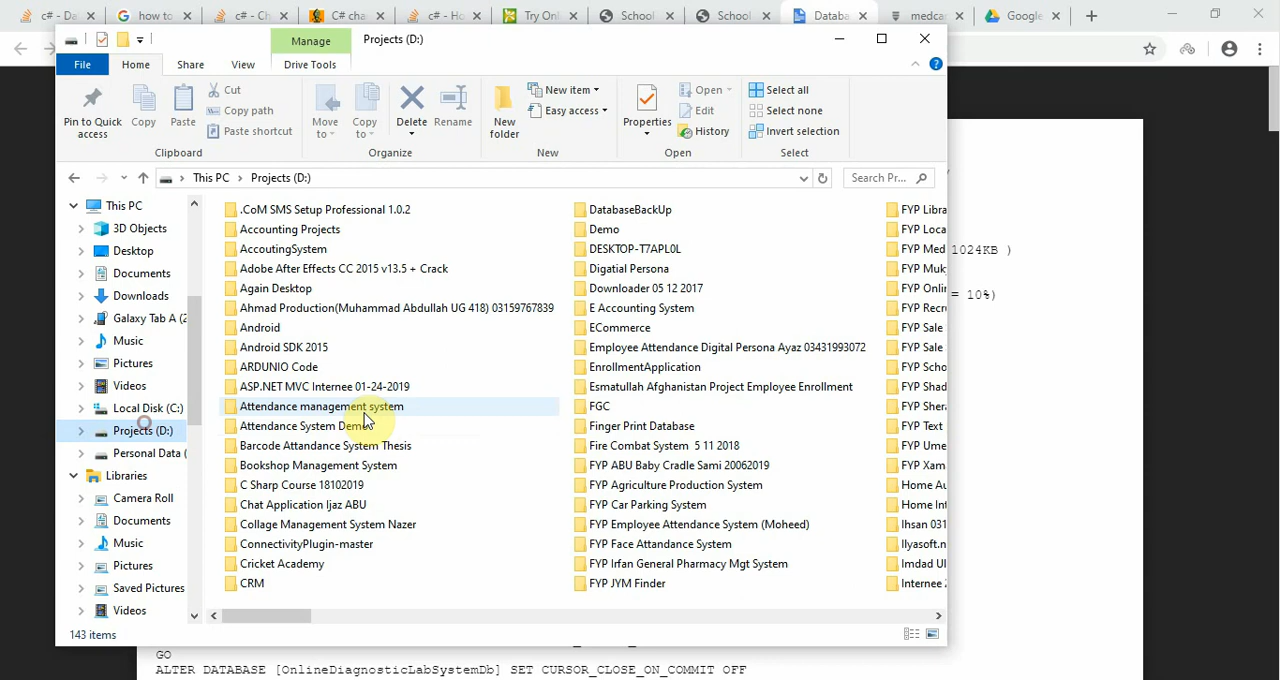 c# - Da
how to
c# - Ch
C# cha
c# - Ho
Try Onl
School
School
Databa
medca
Google
Manage
Projects (D:)
File
Home
Share
View
Drive Tools
Pin to Quick access
Copy
Paste
Cut
Copy path
Paste shortcut
Clipboard
Move to
Copy to
Delete
Rename
Organize
New folder
New item
Easy access
New
Properties
Open
Edit
History
Open
Select all
Select none
Invert selection
Select
This PC
Projects (D:)
Search Pr...
This PC
3D Objects
Desktop
Documents
Downloads
Galaxy Tab A (2
Music
Pictures
Videos
Local Disk (C:)
Projects (D:)
Personal Data (
Libraries
Camera Roll
Documents
Music
Pictures
Saved Pictures
Videos
.CoM SMS Setup Professional 1.0.2
Accounting Projects
AccoutingSystem
Adobe After Effects CC 2015 v13.5 + Crack
Again Desktop
Ahmad Production(Muhammad Abdullah UG 418) 03159767839
Android
Android SDK 2015
ARDUNIO Code
ASP.NET MVC Internee 01-24-2019
Attendance management system
Attendance System Demo
Barcode Attandance System Thesis
Bookshop Management System
C Sharp Course 18102019
Chat Application Ijaz ABU
Collage Management System Nazer
ConnectivityPlugin-master
Cricket Academy
CRM
DatabaseBackUp
Demo
DESKTOP-T7APL0L
Digatial Persona
Downloader 05 12 2017
E Accounting System
ECommerce
Employee Attendance Digital Persona Ayaz 03431993072
EnrollmentApplication
Esmatullah Afghanistan Project Employee Enrollment
FGC
Finger Print Database
Fire Combat System  5 11 2018
FYP ABU Baby Cradle Sami 20062019
FYP Agriculture Production System
FYP Car Parking System
FYP Employee Attendance System (Moheed)
FYP Face Attandance System
FYP Irfan General Pharmacy Mgt System
FYP JYM Finder
FYP Libra
FYP Loca
FYP Med
FYP Muk
FYP Onlin
FYP Recru
FYP Sale
FYP Sale
FYP Scho
FYP Shad
FYP Shera
FYP Text
FYP Ume
FYP Xam
Home Au
Home Int
Ihsan 031
Ilyasoft.n
Imdad Ul
Internee 2
1024KB )
= 10%)
143 items
GO
ALTER DATABASE [OnlineDiagnosticLabSystemDb] SET CURSOR_CLOSE_ON_COMMIT OFF